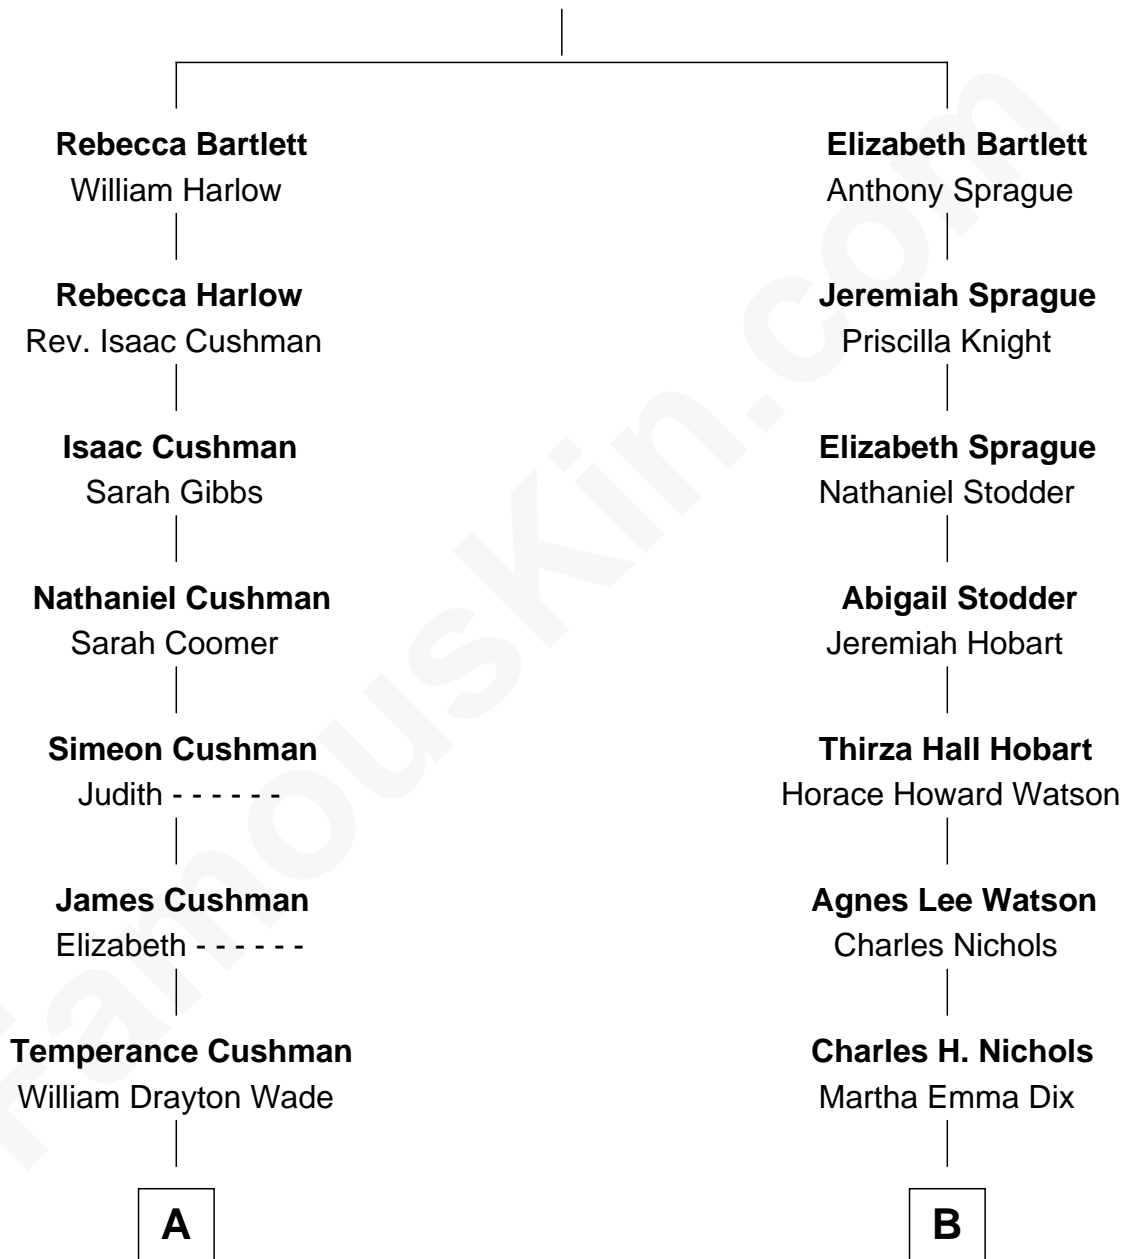 Rebecca Bartlett
William Harlow
Rebecca Harlow
Rev. Isaac Cushman
Isaac Cushman
Sarah Gibbs
Nathaniel Cushman
Sarah Coomer
Simeon Cushman
Judith - - - - - -
James Cushman
Elizabeth - - - - - -
Temperance Cushman
William Drayton Wade
A
Elizabeth Bartlett
Anthony Sprague
Jeremiah Sprague
Priscilla Knight
Elizabeth Sprague
Nathaniel Stodder
Abigail Stodder
Jeremiah Hobart
Thirza Hall Hobart
Horace Howard Watson
Agnes Lee Watson
Charles Nichols
Charles H. Nichols
Martha Emma Dix
B
FamousKin.com